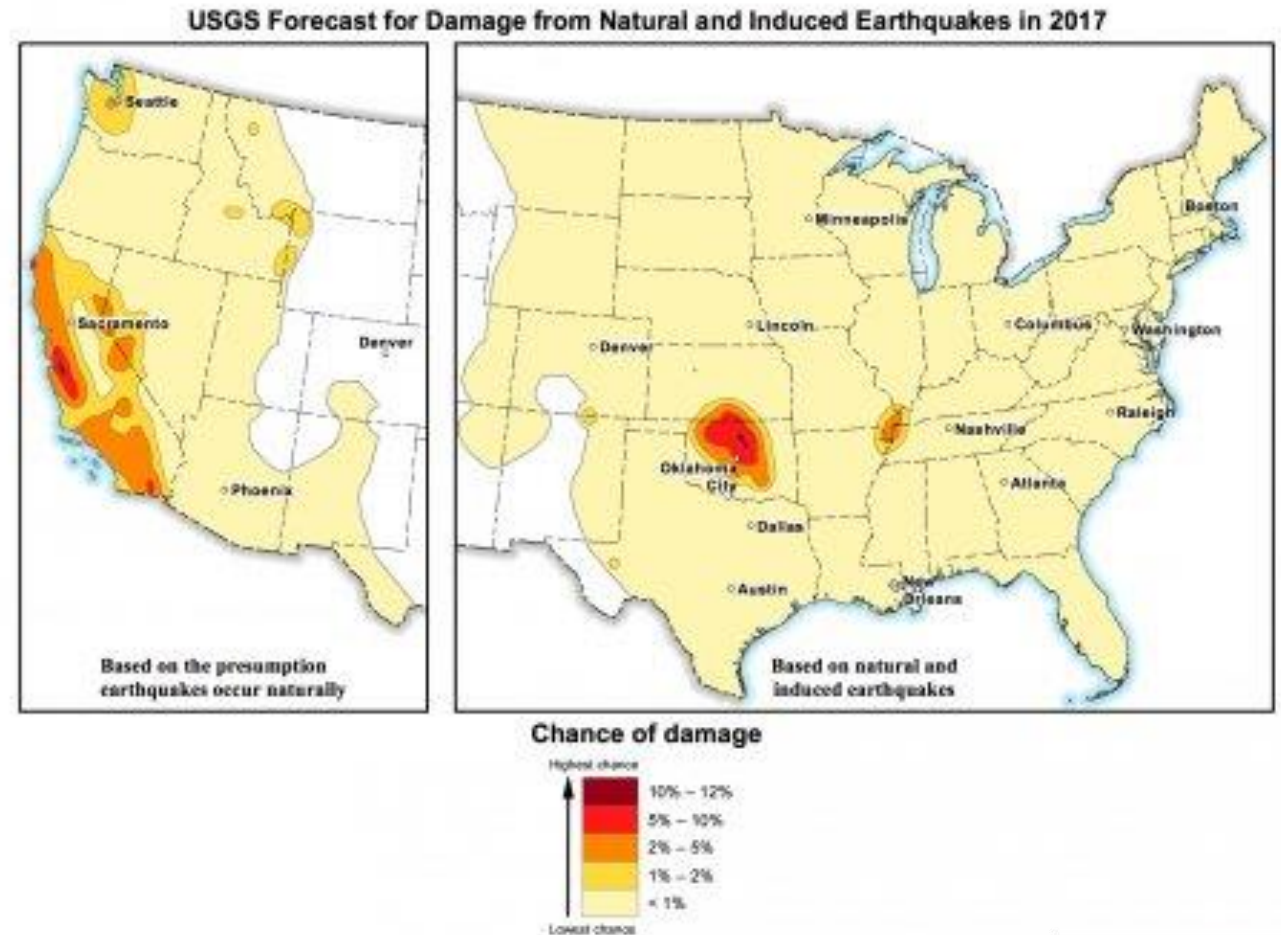 USGS Forecast for Damage from Natural and Induced Earthquakes in 2017
Seattle
Sacramento
Denver
Phoenix
Based on the presumption
earthquakes occur naturally
Minneapolis
Boston
Lincoln
Columbus
Washington
Denver
Raleigh
Nashville
Oklahoma
City
Atlanta
Dallas
Austin
New
Orleans
Based on natural and
induced earthquakes
Chance of damage
Highest chance
10% – 12%
5% – 10%
2% – 5%
1% – 2%
< 1%
Lowest chance